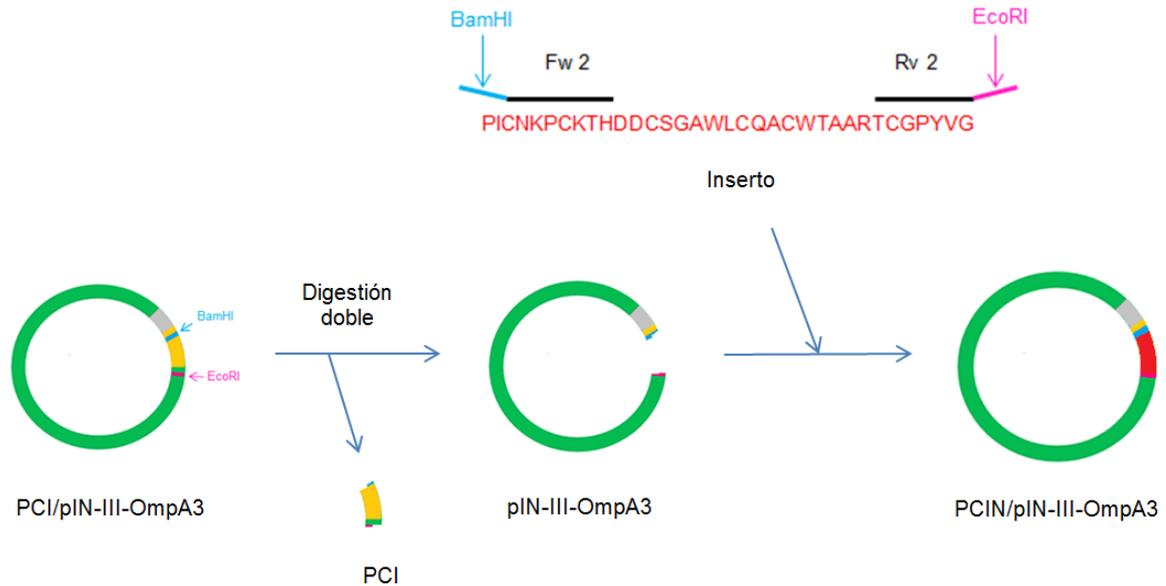 BamHI
EcoRI
Fw 2
Rv 2
PICNKPCKTHDDCSGAWLCQACWTAARTCGPYVG
Inserto
Digestión
doble
BamHI
EcoRI
PCI/pIN-III-OmpA3
pIN-III-OmpA3
PCIN/pIN-III-OmpA3
PCI